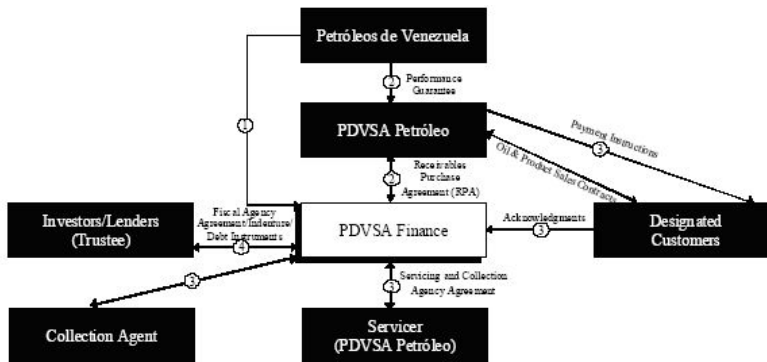 Petróleos de Venezuela
2
Performance
Guarantee
1
PDVSA Petróleo
Payment Instructions
3
Oil & Product Sales Contracts
2
Receivables
Purchase
Agreement (RPA)
Investors/Lenders
(Trustee)
Fiscal Agency
Agreement/Indenture/
Debt Instruments
4
PDVSA Finance
Acknowledgments
3
Designated
Customers
3
3
Servicing and Collection
Agency Agreement
Collection Agent
Servicer
(PDVSA Petróleo)